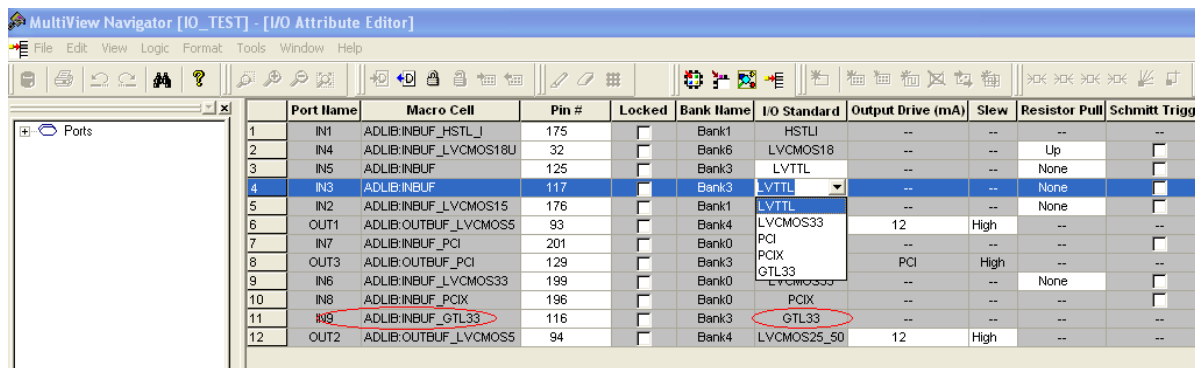 MultiView Navigator [IO_TEST] - [I/O Attribute Editor]
File Edit View Logic Format Tools Window Help
Ports
Port Name Macro Cell Pin # Locked Bank Name I/O Standard Output Drive (mA) Slew Resistor Pull Schmitt Trigg
1 IN1 ADLIB:INBUF_HSTL_I 175 Bank1 HSTLI -- -- -- --
2 IN4 ADLIB:INBUF_LVCMOS18U 32 Bank6 LVCMOS18 -- -- Up
3 IN5 ADLIB:INBUF 125 Bank3 LVTTL -- -- None
4 IN3 ADLIB:INBUF 117 Bank3 LVTTL -- -- None
5 IN2 ADLIB:INBUF_LVCMOS15 176 Bank1 LVTTL -- -- None
6 OUT1 ADLIB:OUTBUF_LVCMOS5 93 Bank4 LVCMOS33 12 High -- --
7 IN7 ADLIB:INBUF_PCI 201 Bank0 PCI -- -- --
8 OUT3 ADLIB:OUTBUF_PCI 129 Bank3 PCIX PCI High -- --
GTL33
9 IN6 ADLIB:INBUF_LVCMOS33 199 Bank0 -- -- None
10 IN8 ADLIB:INBUF_PCIX 196 Bank0 PCIX -- -- --
11 IN9 ADLIB:INBUF_GTL33 116 Bank3 GTL33 -- -- -- --
12 OUT2 ADLIB:OUTBUF_LVCMOS5 94 Bank4 LVCMOS25_50 12 High -- --